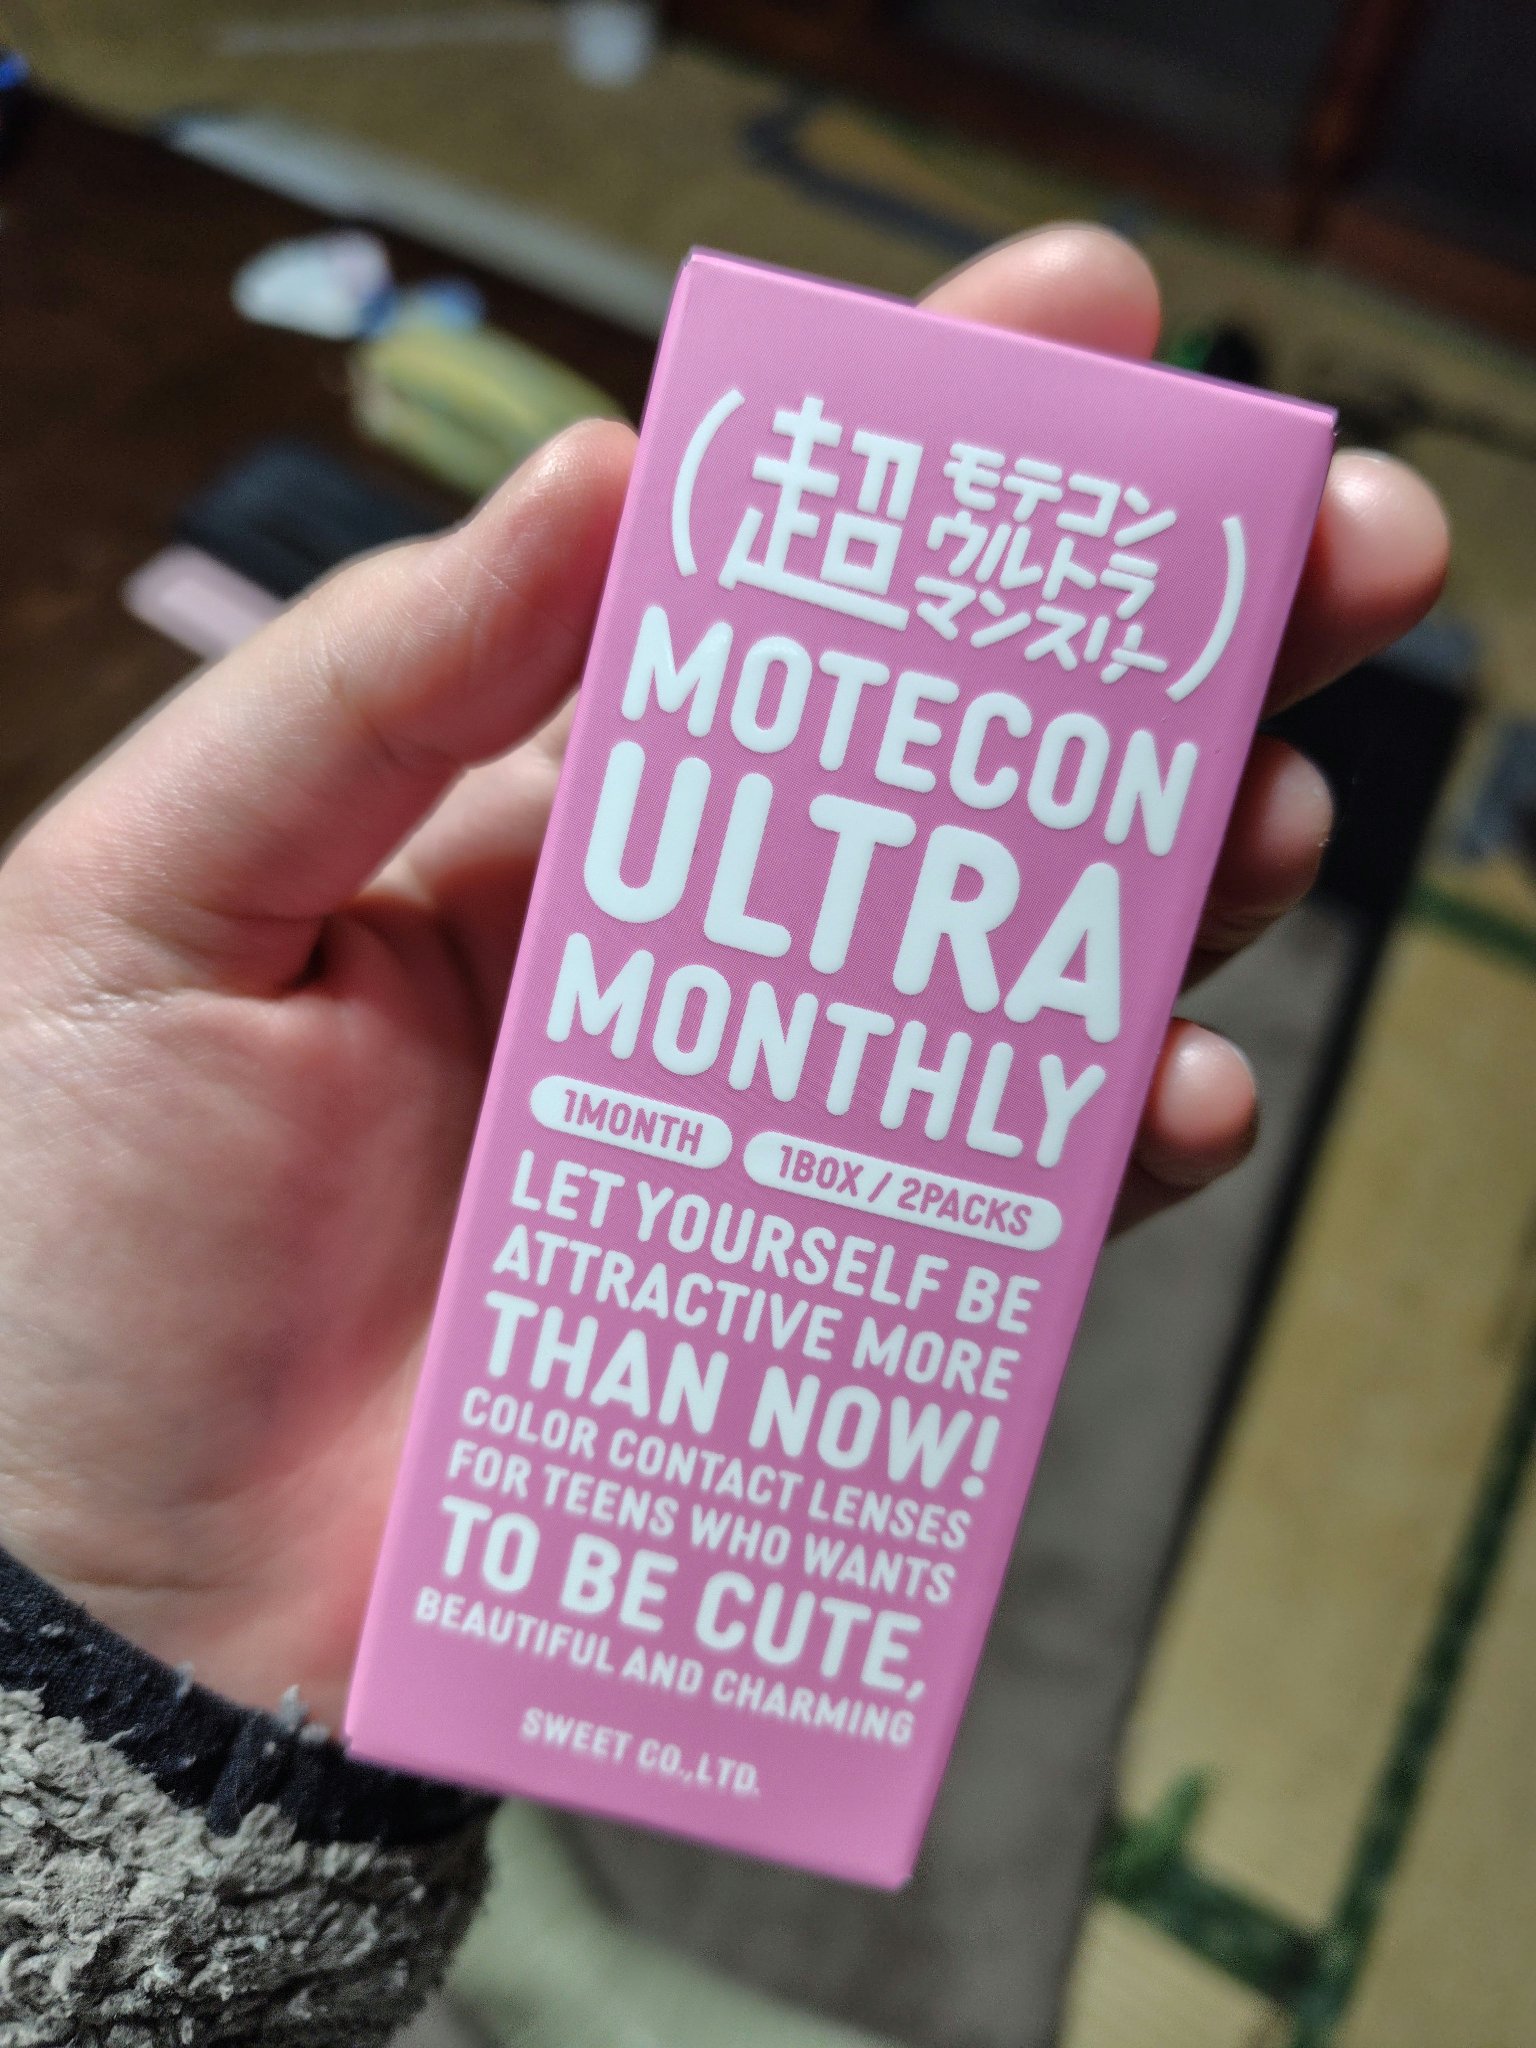 (超 モテコン
ウルトラ
マンスリー)
MOTECON
ULTRA
MONTHLY
1MONTH 1BOX / 2PACKS
LET YOURSELF BE
ATTRACTIVE MORE
THAN NOW!
COLOR CONTACT LENSES
FOR TEENS WHO WANTS
TO BE CUTE,
BEAUTIFUL AND CHARMING
SWEET CO.,LTD.